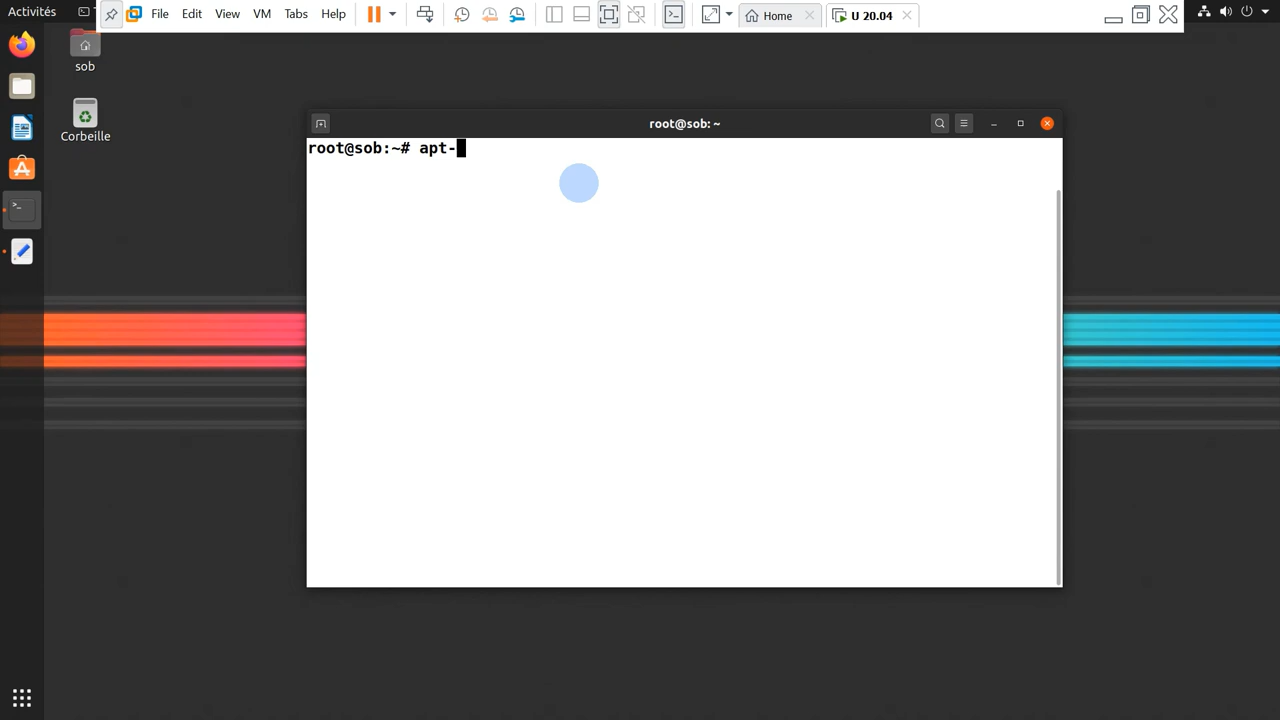 Activités
File Edit View VM Tabs Help Home U 20.04
sob
Corbeille
root@sob: ~
root@sob:~# apt-